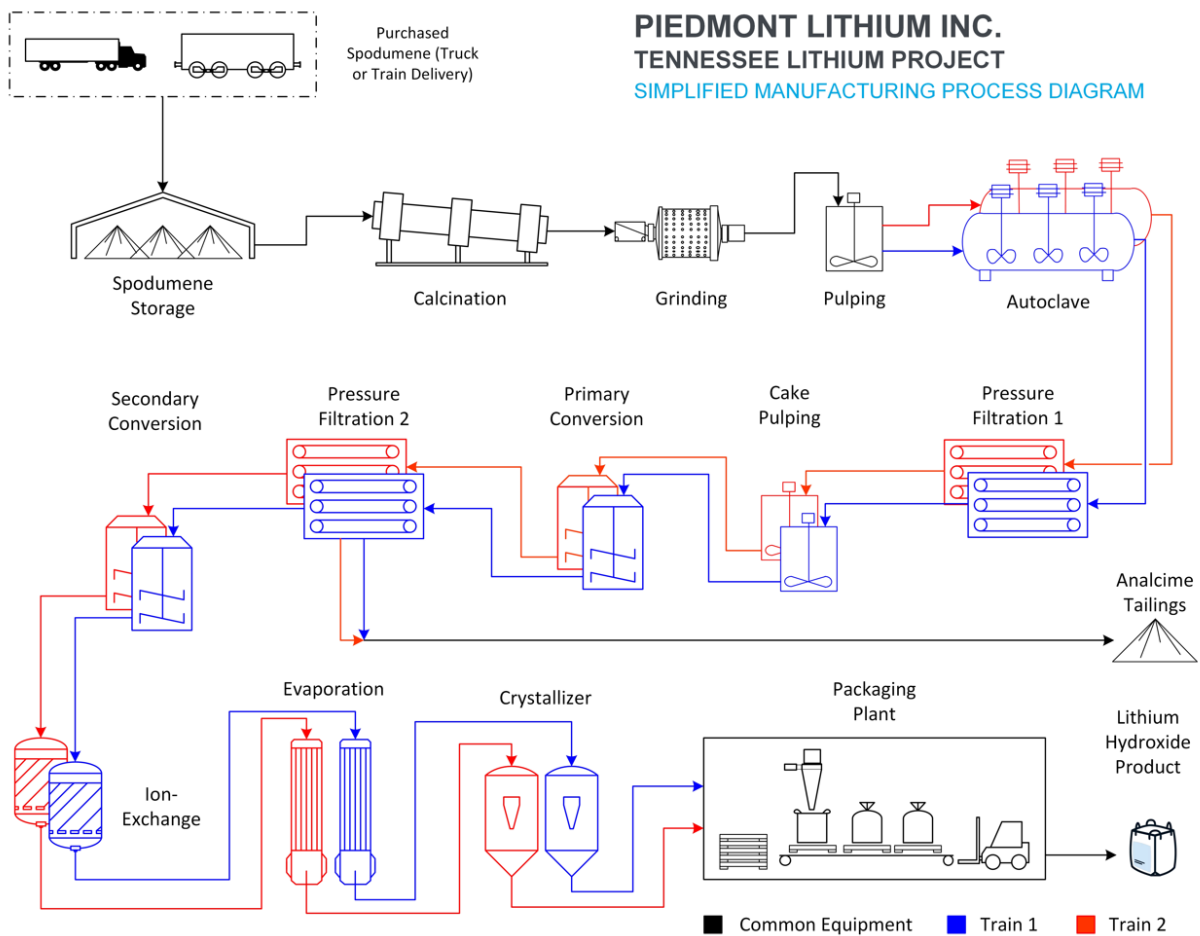 PIEDMONT LITHIUM INC.
TENNESSEE LITHIUM PROJECT
SIMPLIFIED MANUFACTURING PROCESS DIAGRAM
Purchased
Spodumene (Truck
or Train Delivery)
Spodumene
Storage
Calcination
Grinding
Pulping
Autoclave
Secondary
Conversion
Pressure
Filtration 2
Primary
Conversion
Cake
Pulping
Pressure
Filtration 1
Analcime
Tailings
Ion-
Exchange
Evaporation
Crystallizer
Packaging
Plant
Lithium
Hydroxide
Product
Common Equipment
Train 1
Train 2